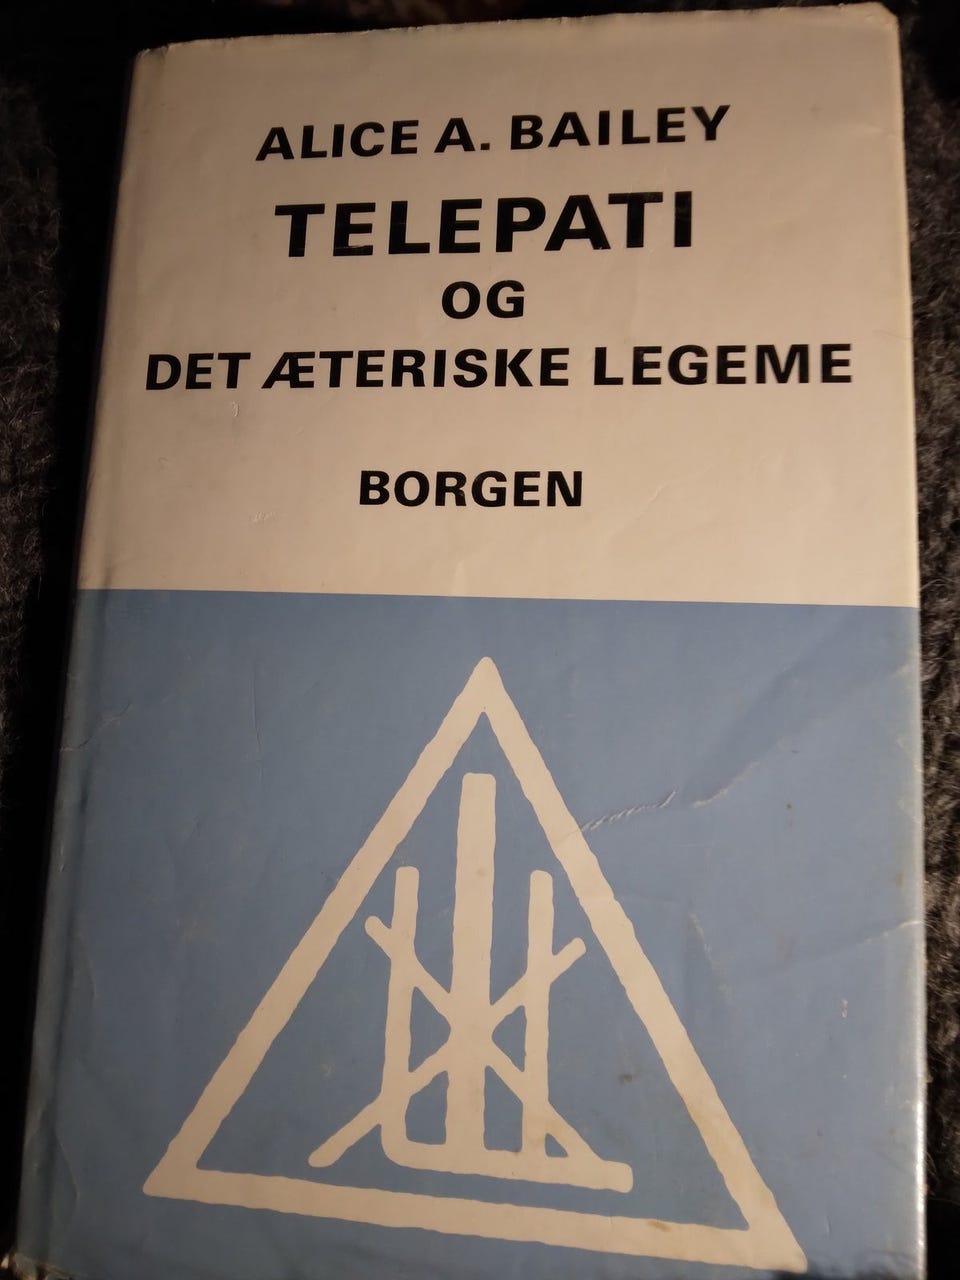 ALICE A. BAILEY
TELEPATI
OG
DET ÆTERISKE LEGEME
BORGEN